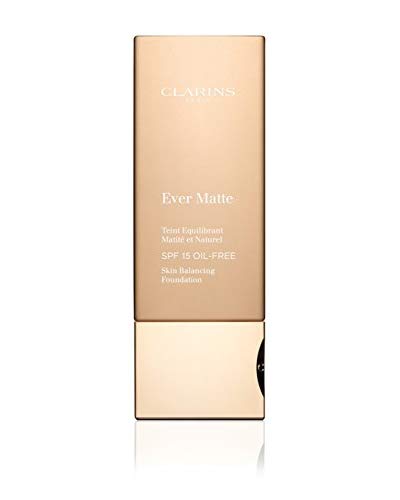 CLARINS
PARIS
Ever Matte
Teint Equilibrant
Matité et Naturel
SPF 15 OIL-FREE
Skin Balancing
Foundation